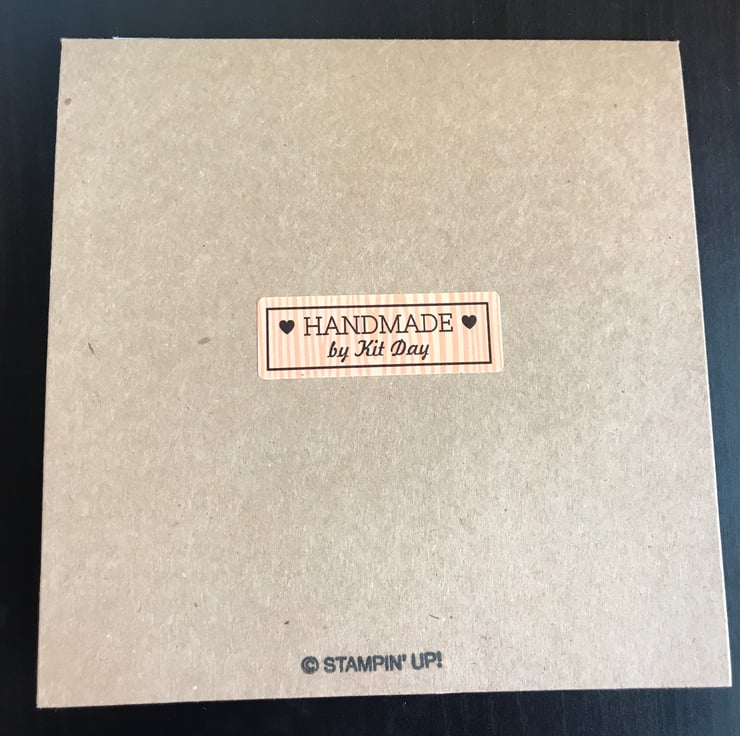 ♥ HANDMADE ♥
by Kit Day
© STAMPIN' UP!